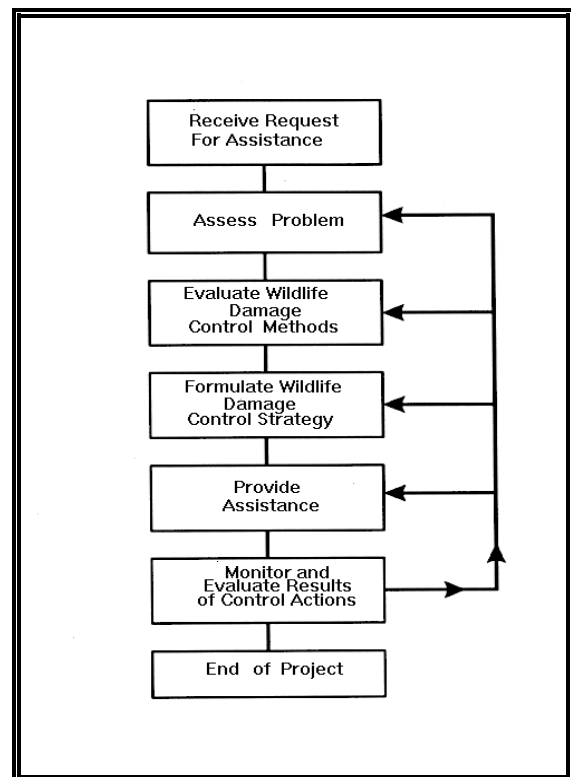 Receive Request
For Assistance
Assess Problem
Evaluate Wildlife
Damage
Control Methods
Formulate Wildlife
Damage
Control Strategy
Provide
Assistance
Monitor and
Evaluate Results
of Control Actions
End of Project